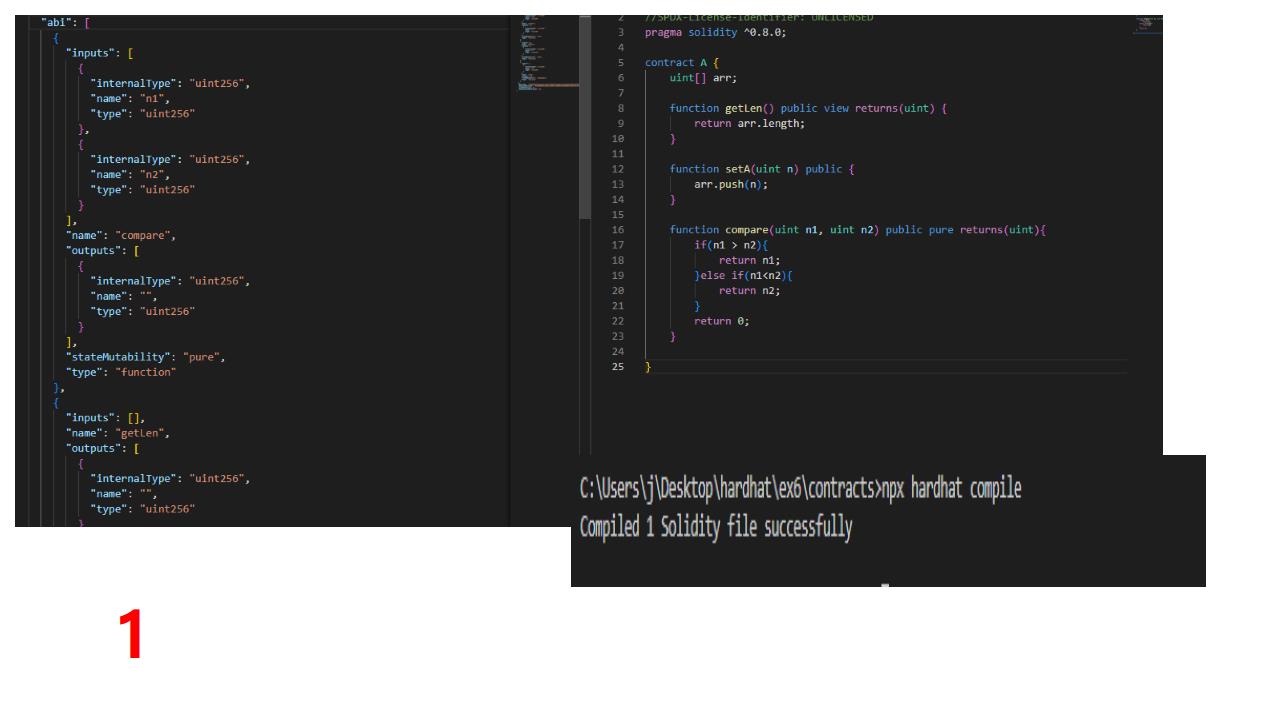 "abi": [
{
"inputs": [
{
"internalType": "uint256",
"name": "n1",
"type": "uint256"
},
{
"internalType": "uint256",
"name": "n2",
"type": "uint256"
}
],
"name": "compare",
"outputs": [
{
"internalType": "uint256",
"name": "",
"type": "uint256"
}
],
"stateMutability": "pure",
"type": "function"
},
{
"inputs": [],
"name": "getLen",
"outputs": [
{
"internalType": "uint256",
"name": "",
"type": "uint256"
}
2 //SPDX-License-Identifier: UNLICENSED
3 pragma solidity ^0.8.0;
4
5 contract A {
6 uint[] arr;
7
8 function getLen() public view returns(uint) {
9 return arr.length;
10 }
11
12 function setA(uint n) public {
13 arr.push(n);
14 }
15
16 function compare(uint n1, uint n2) public pure returns(uint){
17 if(n1 > n2){
18 return n1;
19 }else if(n1<n2){
20 return n2;
21 }
22 return 0;
23 }
24
25 }
C:\Users\j\Desktop\hardhat\ex6\contracts>npx hardhat compile
Compiled 1 Solidity file successfully
1